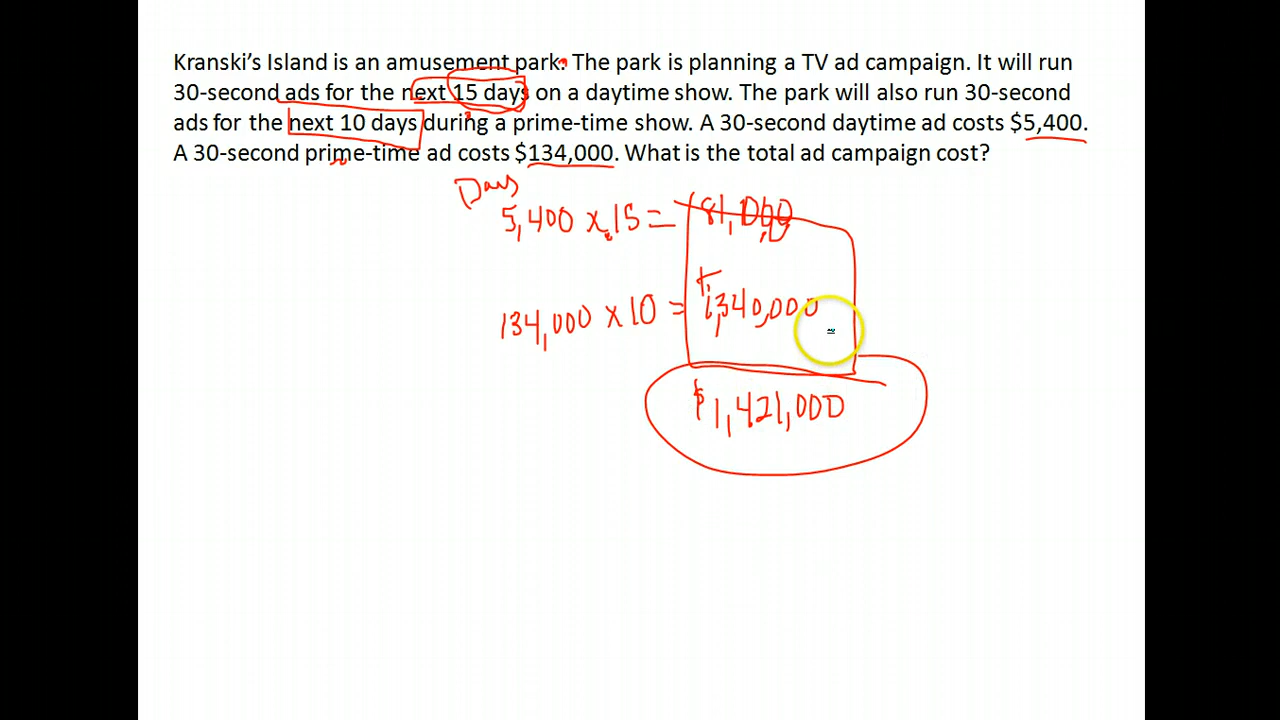 Kranski's Island is an amusement park. The park is planning a TV ad campaign. It will run
30-second ads for the next 15 days on a daytime show. The park will also run 30-second
ads for the next 10 days during a prime-time show. A 30-second daytime ad costs $5,400.
A 30-second prime-time ad costs $134,000. What is the total ad campaign cost?
Days
5,400 x 15 = 81,000
134,000 x 10 = 1,340,000
$1,421,000